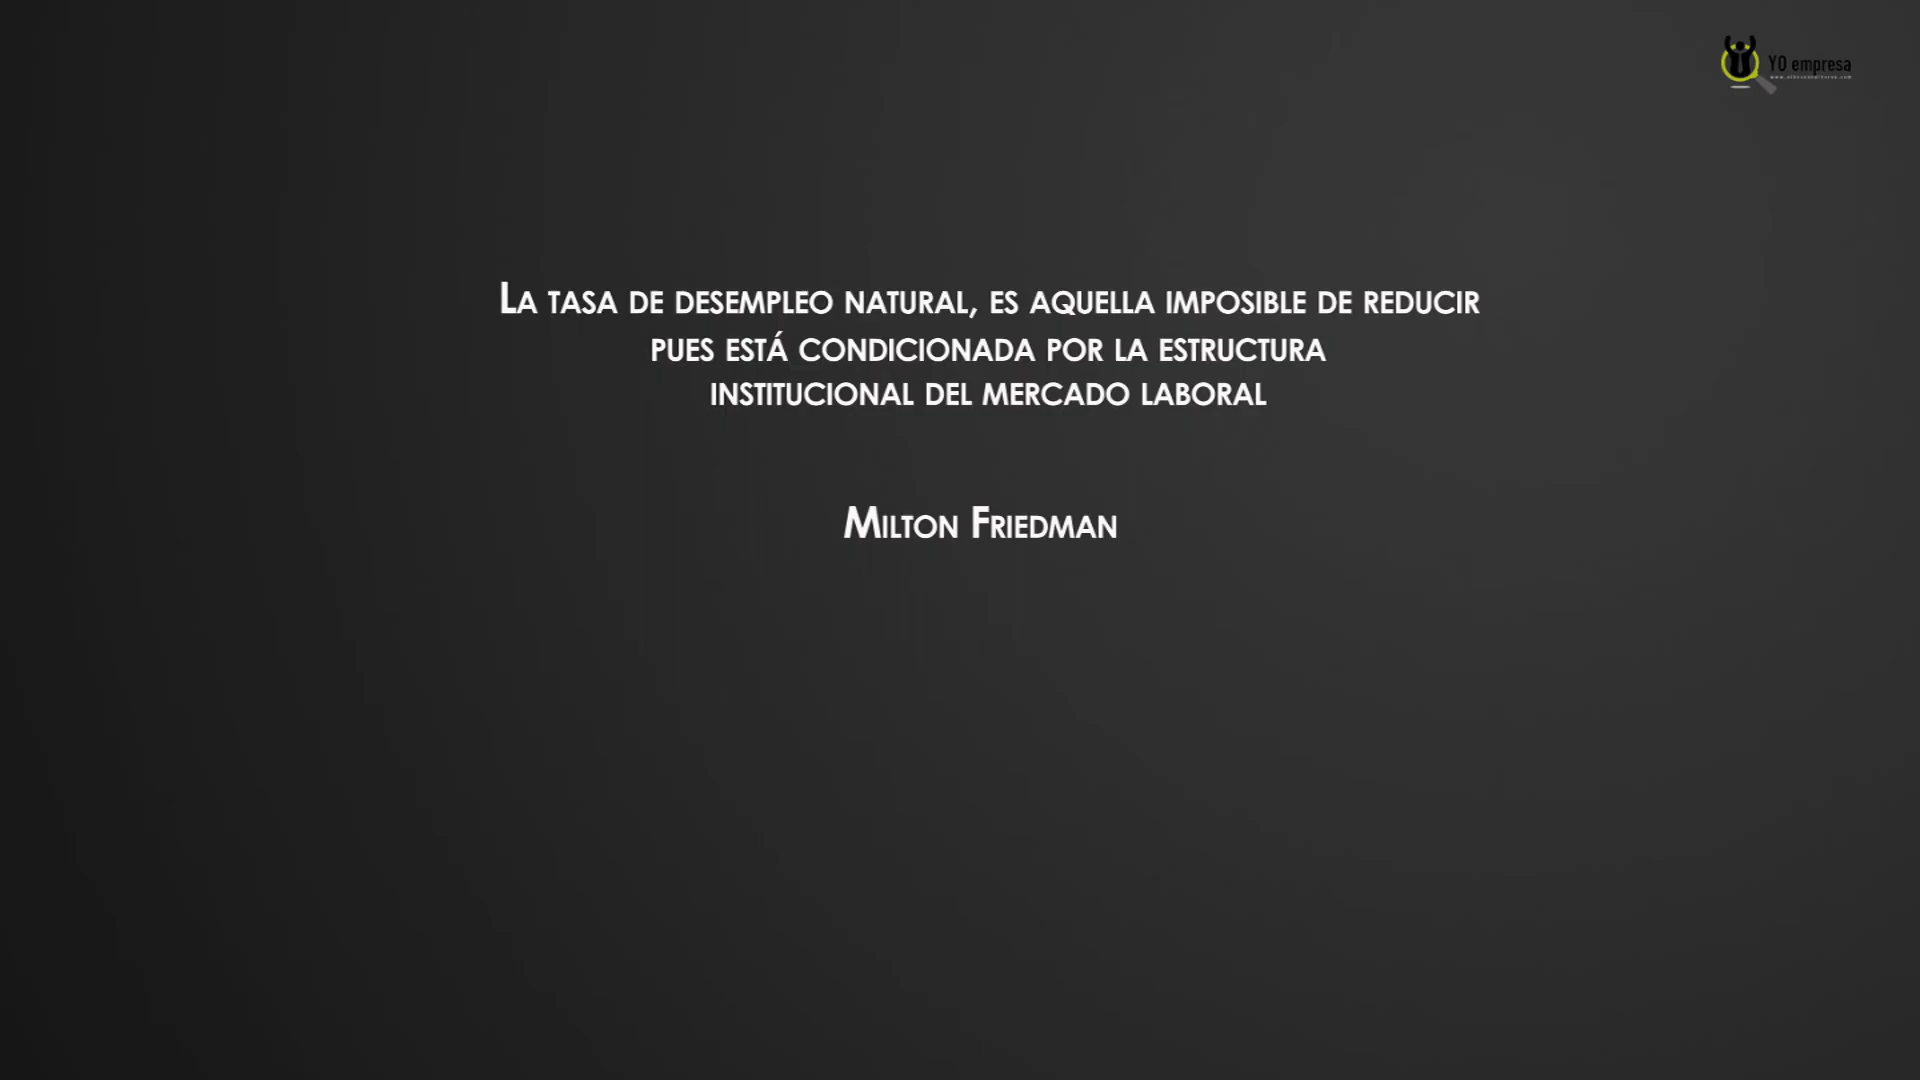 YO empresa
La tasa de desempleo natural, es aquella imposible de reducir
pues está condicionada por la estructura
institucional del mercado laboral
Milton Friedman